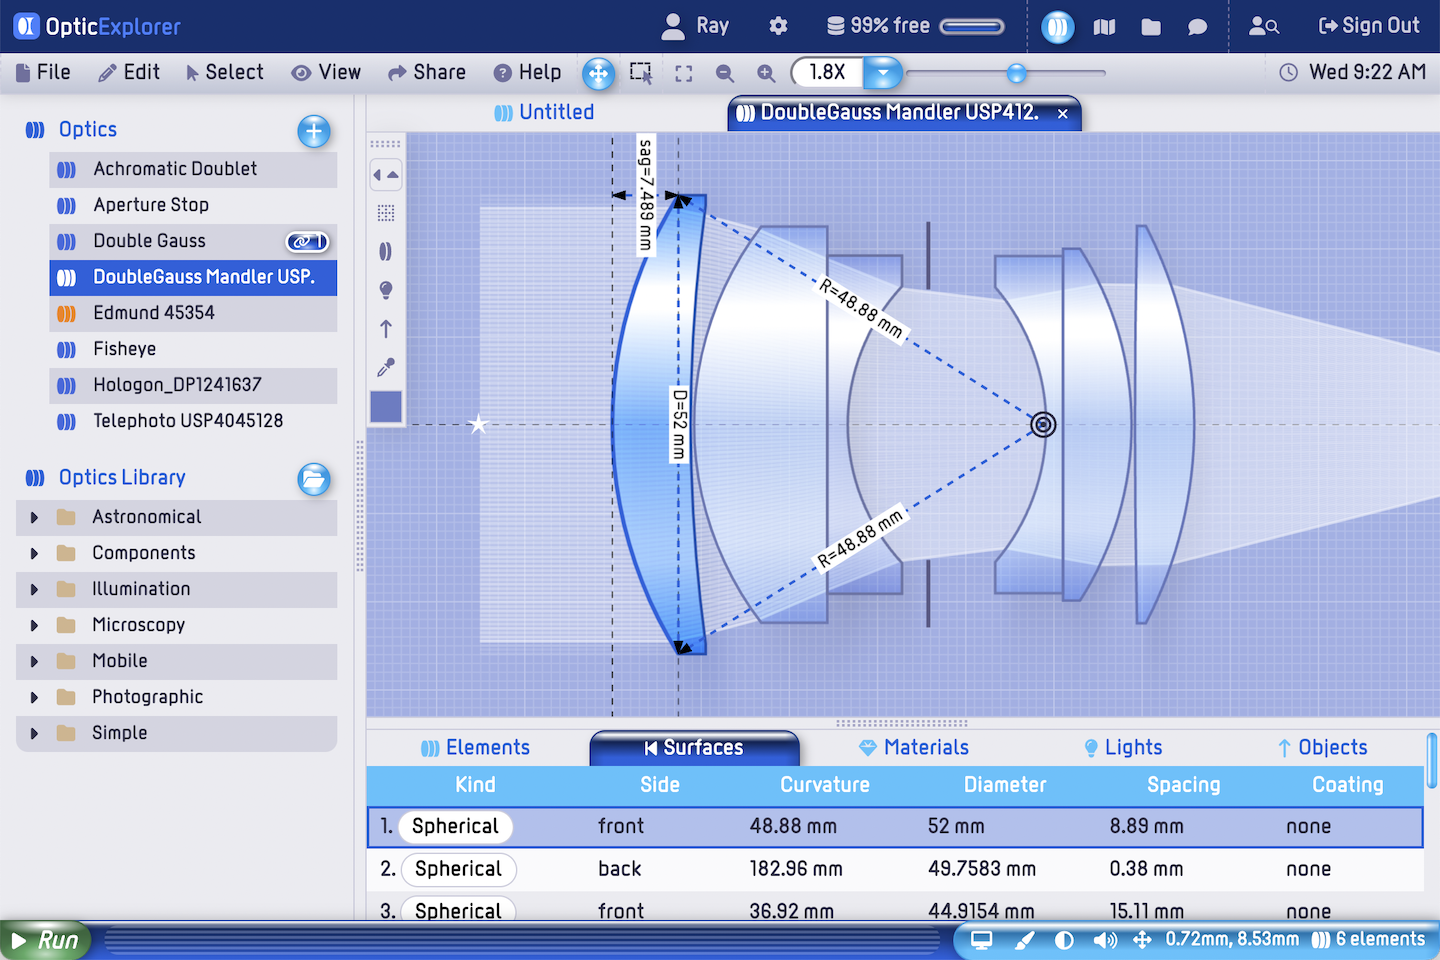 OpticExplorer
Ray
99% free
Sign Out
File Edit Select View Share Help
1.8X
Wed 9:22 AM
Optics
Achromatic Doublet
Aperture Stop
Double Gauss
1
DoubleGauss Mandler USP.
Edmund 45354
Fisheye
Hologon_DP1241637
Telephoto USP4045128
Optics Library
Astronomical
Components
Illumination
Microscopy
Mobile
Photographic
Simple
Untitled
DoubleGauss Mandler USP412. ×
sag=7.489 mm
R=48.88 mm
D=52 mm
R=48.88 mm
Elements Surfaces Materials Lights Objects
Kind Side Curvature Diameter Spacing Coating
1. Spherical front 48.88 mm 52 mm 8.89 mm none
2. Spherical back 182.96 mm 49.7583 mm 0.38 mm none
3. Spherical front 36.92 mm 44.9154 mm 15.11 mm none
Run
0.72mm, 8.53mm
6 elements